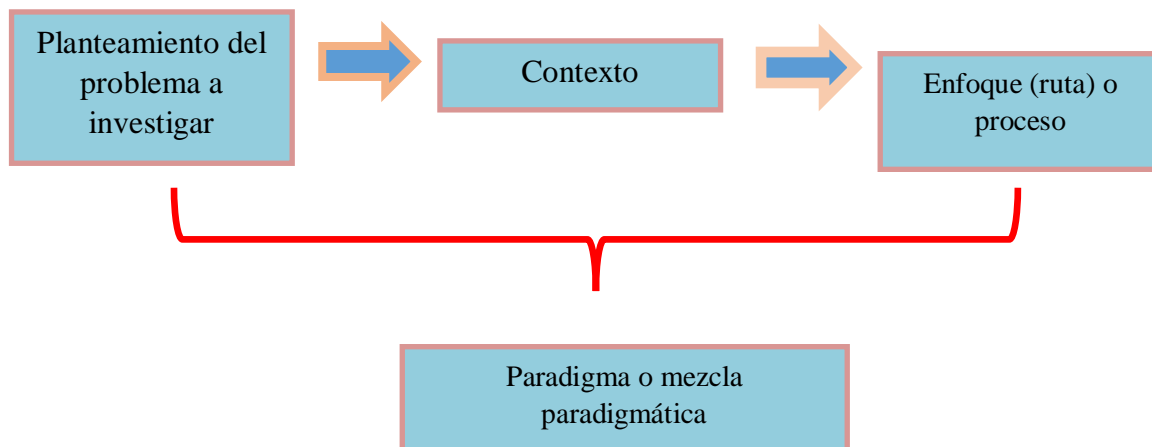 Planteamiento del
problema a
investigar
Contexto
Enfoque (ruta) o
proceso
Paradigma o mezcla
paradigmática